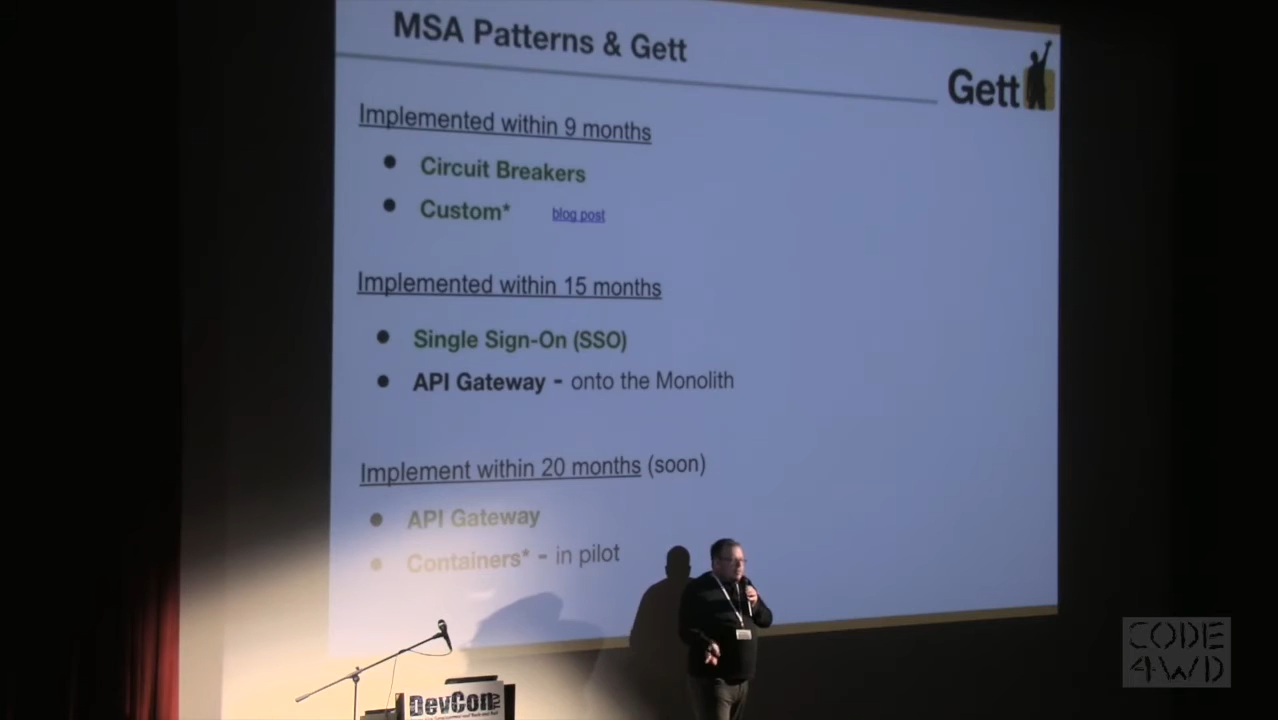 MSA Patterns & Gett
Gett
Implemented within 9 months
Circuit Breakers
Custom* blog post
Implemented within 15 months
Single Sign-On (SSO)
API Gateway - onto the Monolith
Implement within 20 months (soon)
API Gateway
Containers* - in pilot
DevCon
CODE
4WD